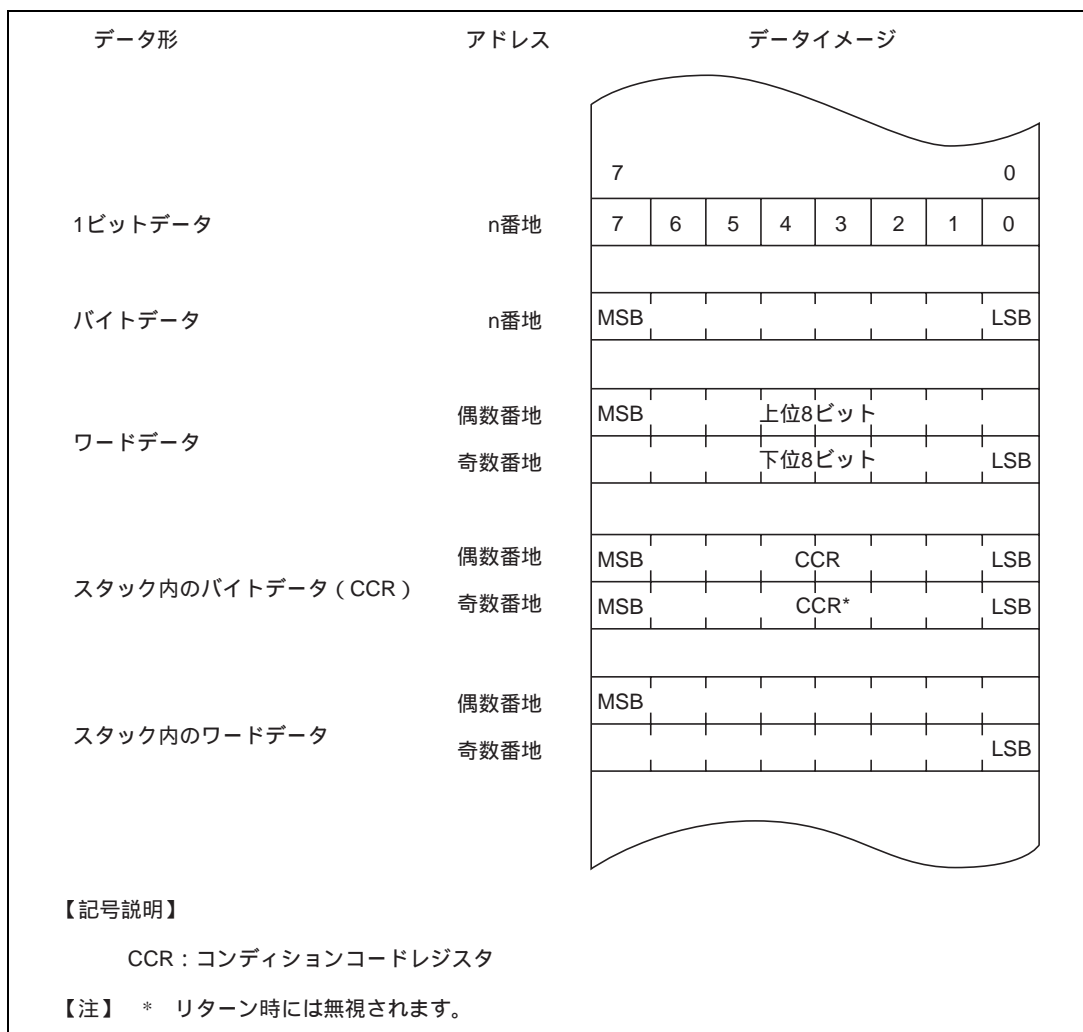 データ形 アドレス データイメージ
7 0
1ビットデータ n番地 7 6 5 4 3 2 1 0
バイトデータ n番地 MSB LSB
偶数番地 MSB 上位8ビット
ワードデータ
奇数番地 下位8ビット LSB
偶数番地 MSB CCR LSB
スタック内のバイトデータ(CCR)
奇数番地 MSB CCR* LSB
偶数番地 MSB
スタック内のワードデータ
奇数番地 LSB
【記号説明】
CCR:コンディションコードレジスタ
【注】 * リターン時には無視されます。